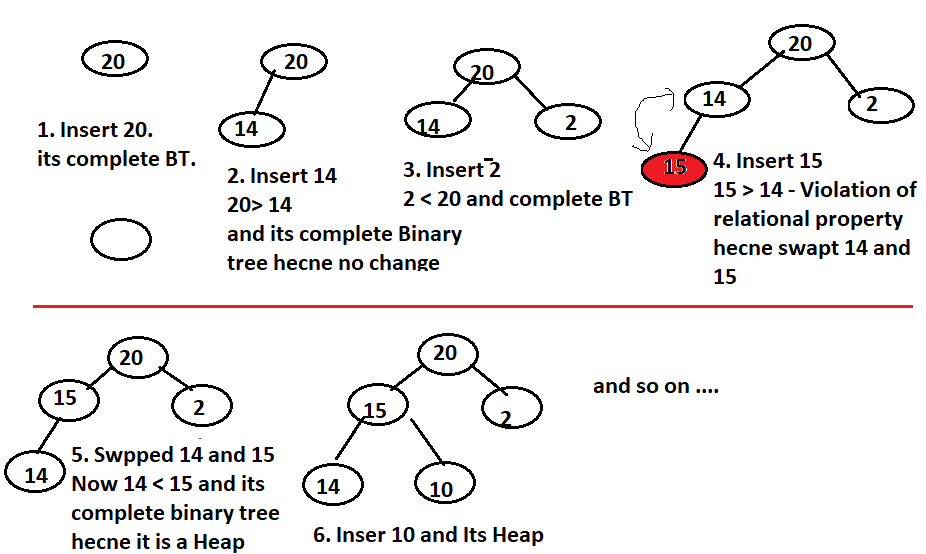 20
1. Insert 20.
its complete BT.
20
14
2. Insert 14
20> 14
and its complete Binary
tree hecne no change
20
14
2
3. Insert 2
2 < 20 and complete BT
20
14
2
15
4. Insert 15
15 > 14 - Violation of
relational property
hecne swapt 14 and
15
20
15
2
14
5. Swpped 14 and 15
Now 14 < 15 and its
complete binary tree
hecne it is a Heap
20
15
2
14
10
6. Inser 10 and Its Heap
and so on ....